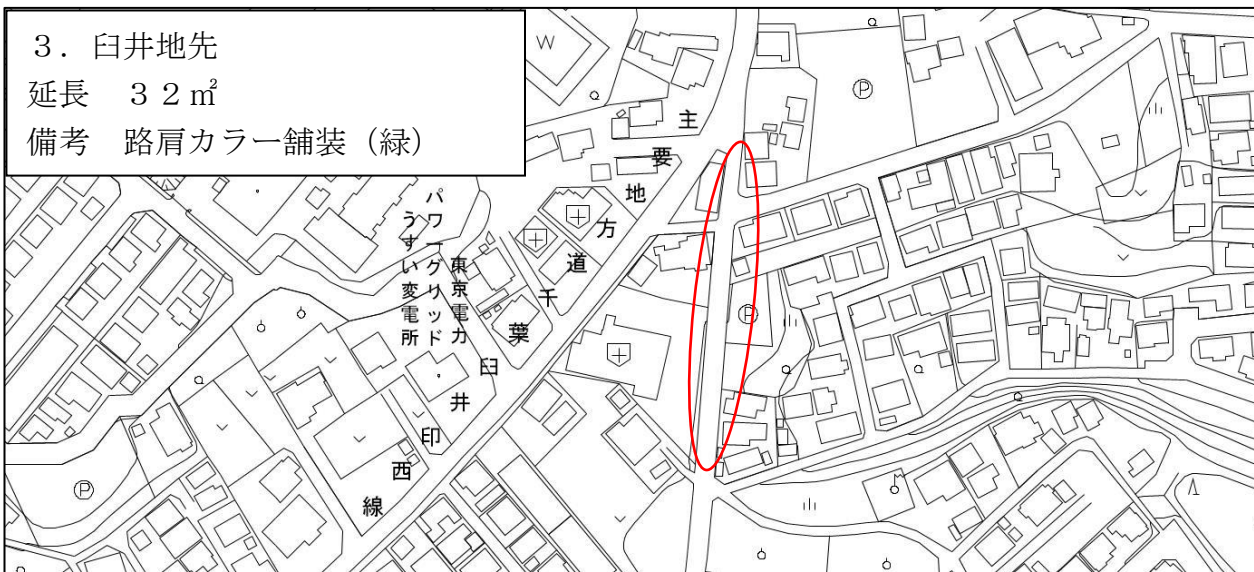 3．臼井地先
延長　３２㎡
備考　路肩カラー舗装（緑）
主要地方道千葉臼井印西線
東京電力
パワーグリッド
うすい変電所
W
P
P
P